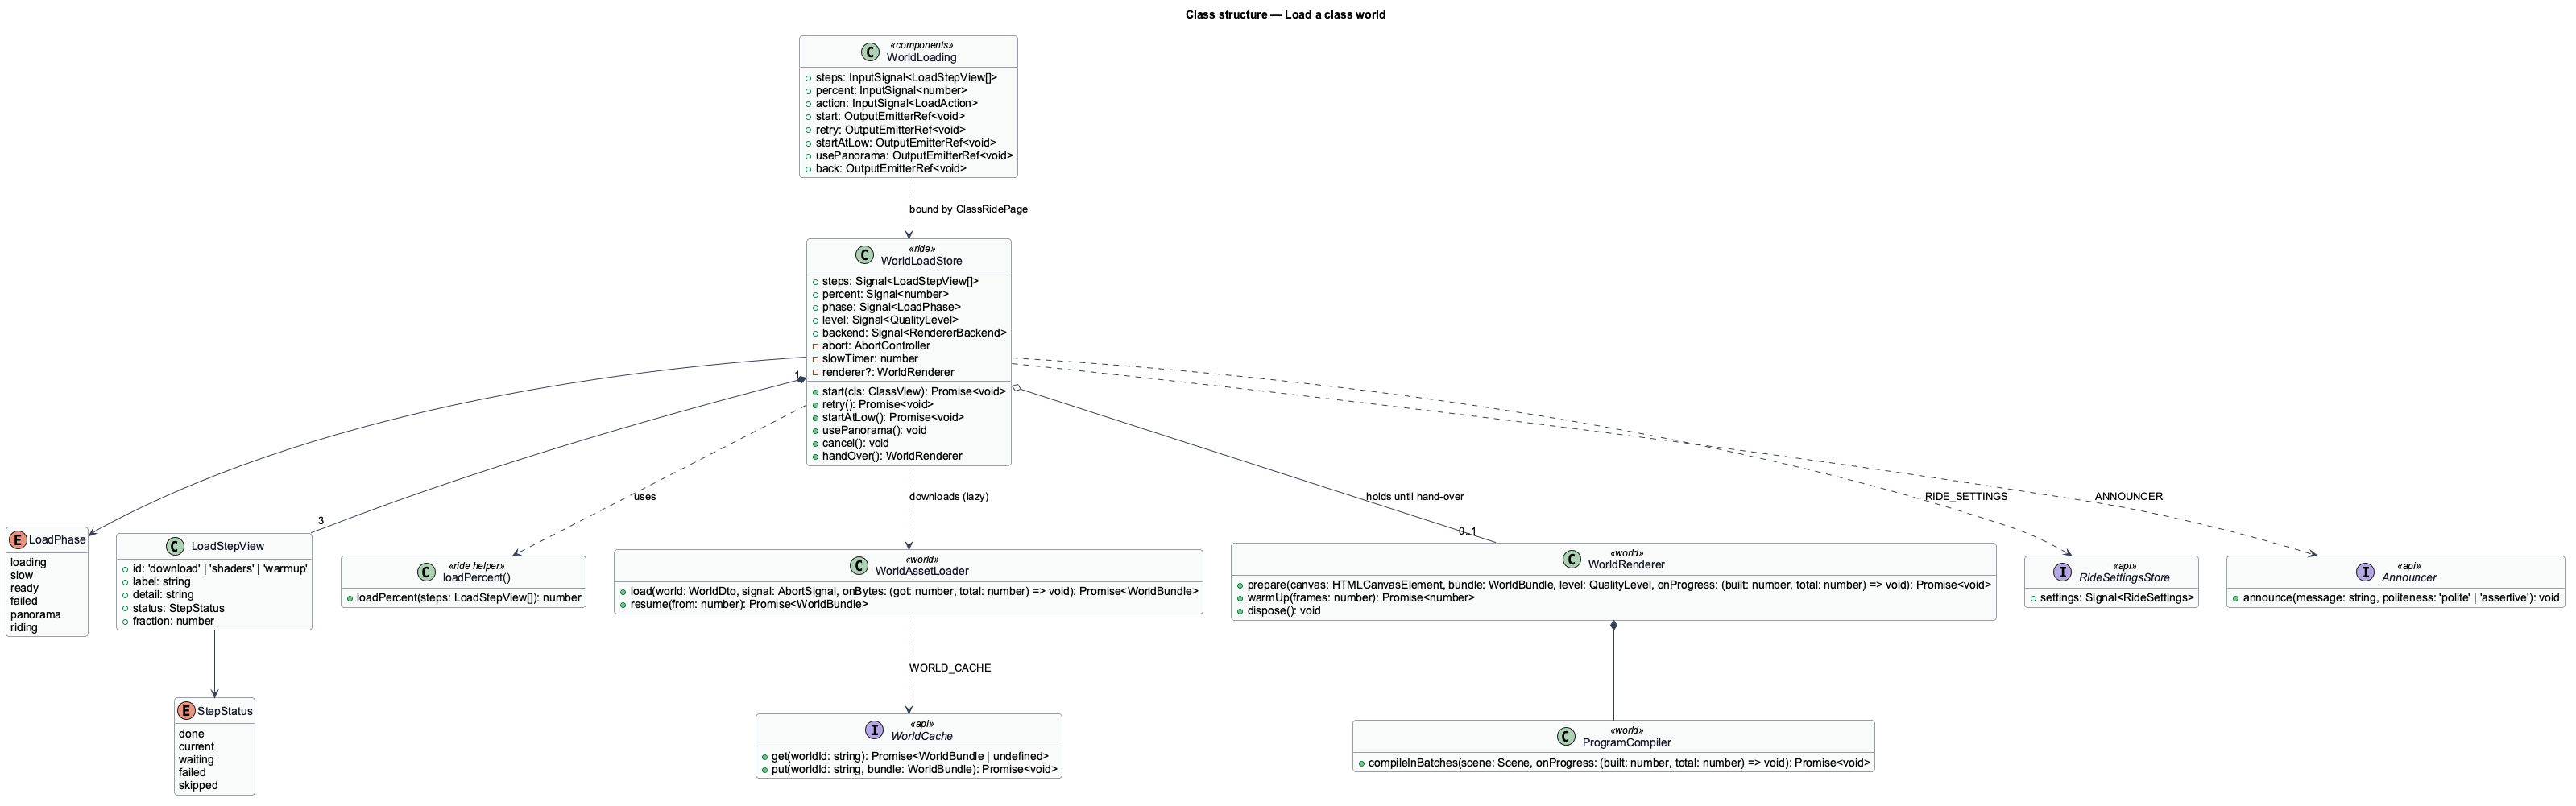 Class structure — Load a class world
C
«components»
WorldLoading
steps: InputSignal<LoadStepView[]>
percent: InputSignal<number>
action: InputSignal<LoadAction>
start: OutputEmitterRef<void>
retry: OutputEmitterRef<void>
startAtLow: OutputEmitterRef<void>
usePanorama: OutputEmitterRef<void>
back: OutputEmitterRef<void>
bound by ClassRidePage
C
«ride»
WorldLoadStore
steps: Signal<LoadStepView[]>
percent: Signal<number>
phase: Signal<LoadPhase>
level: Signal<QualityLevel>
backend: Signal<RendererBackend>
abort: AbortController
slowTimer: number
renderer?: WorldRenderer
start(cls: ClassView): Promise<void>
retry(): Promise<void>
startAtLow(): Promise<void>
usePanorama(): void
cancel(): void
handOver(): WorldRenderer
1
3
uses
downloads (lazy)
holds until hand-over
0..1
RIDE_SETTINGS
ANNOUNCER
E
LoadPhase
loading
slow
ready
failed
panorama
riding
C
LoadStepView
id: 'download' | 'shaders' | 'warmup'
label: string
detail: string
status: StepStatus
fraction: number
C
«ride helper»
loadPercent()
loadPercent(steps: LoadStepView[]): number
C
«world»
WorldAssetLoader
load(world: WorldDto, signal: AbortSignal, onBytes: (got: number, total: number) => void): Promise<WorldBundle>
resume(from: number): Promise<WorldBundle>
C
«world»
WorldRenderer
prepare(canvas: HTMLCanvasElement, bundle: WorldBundle, level: QualityLevel, onProgress: (built: number, total: number) => void): Promise<void>
warmUp(frames: number): Promise<number>
dispose(): void
I
«api»
RideSettingsStore
settings: Signal<RideSettings>
I
«api»
Announcer
announce(message: string, politeness: 'polite' | 'assertive'): void
WORLD_CACHE
E
StepStatus
done
current
waiting
failed
skipped
I
«api»
WorldCache
get(worldId: string): Promise<WorldBundle | undefined>
put(worldId: string, bundle: WorldBundle): Promise<void>
C
«world»
ProgramCompiler
compileInBatches(scene: Scene, onProgress: (built: number, total: number) => void): Promise<void>